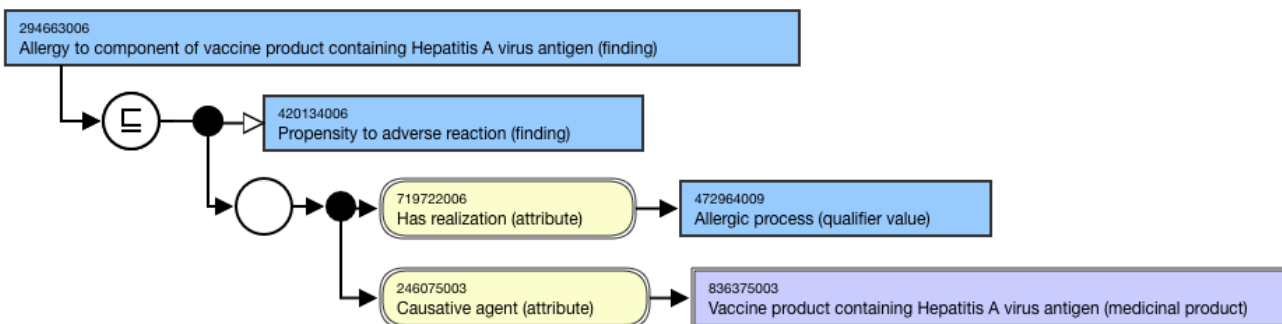 294663006
Allergy to component of vaccine product containing Hepatitis A virus antigen (finding)
⊑
420134006
Propensity to adverse reaction (finding)
719722006
Has realization (attribute)
472964009
Allergic process (qualifier value)
246075003
Causative agent (attribute)
836375003
Vaccine product containing Hepatitis A virus antigen (medicinal product)